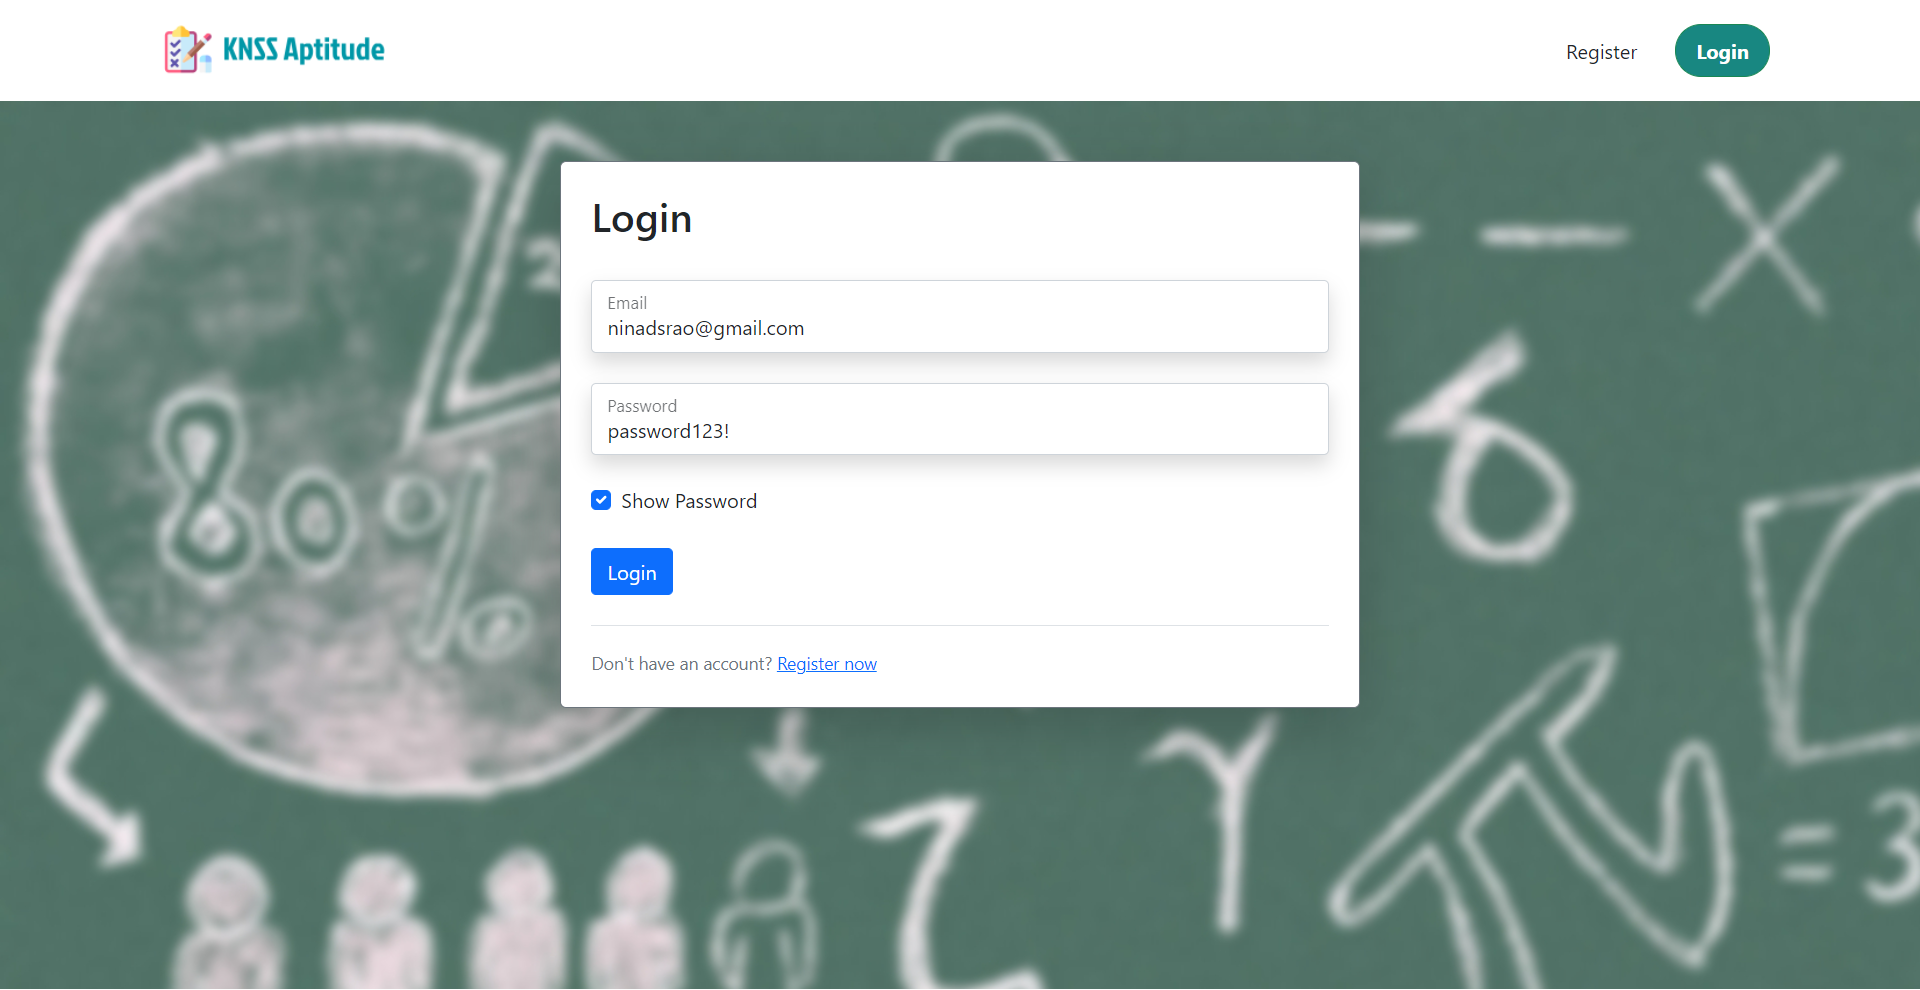 KNSS Aptitude
Register
Login
Login
Email
ninadsrao@gmail.com
Password
password123!
Show Password
Login
Don't have an account? Register now
80%
= 3